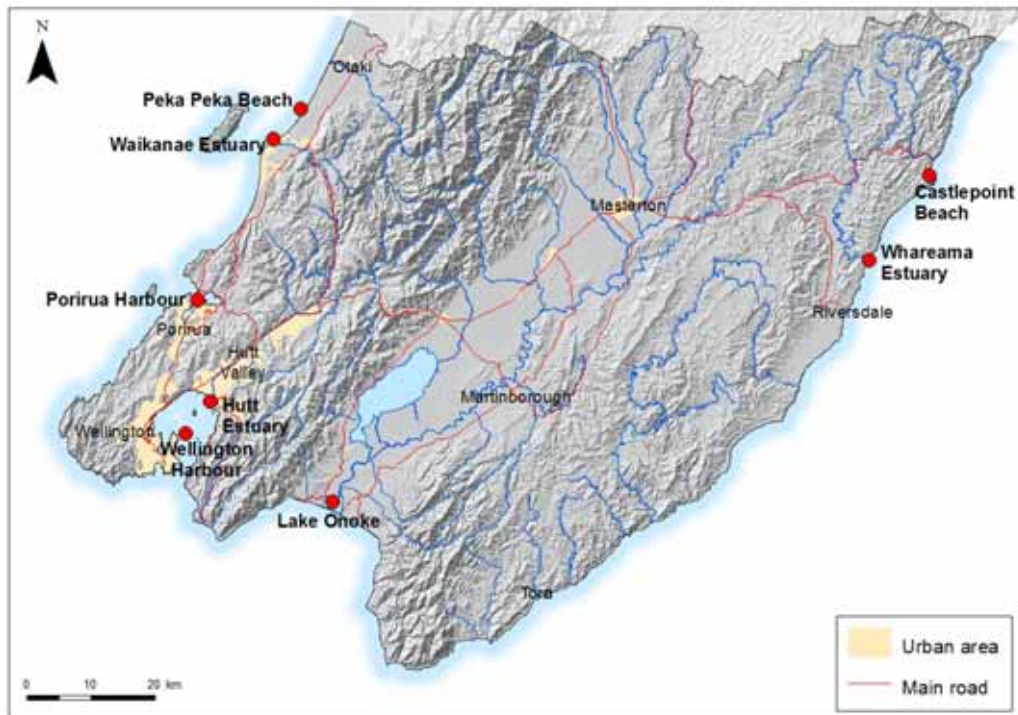 N
Otaki
Peka Peka Beach
Waikanae Estuary
Masterton
Castlepoint
Beach
Whareama
Estuary
Porirua Harbour
Porirua
Riversdale
Hutt
Valley
Martinborough
Hutt
Estuary
Wellington
Wellington
Harbour
Lake Onoke
Tora
Urban area
Main road
0 10 20 km